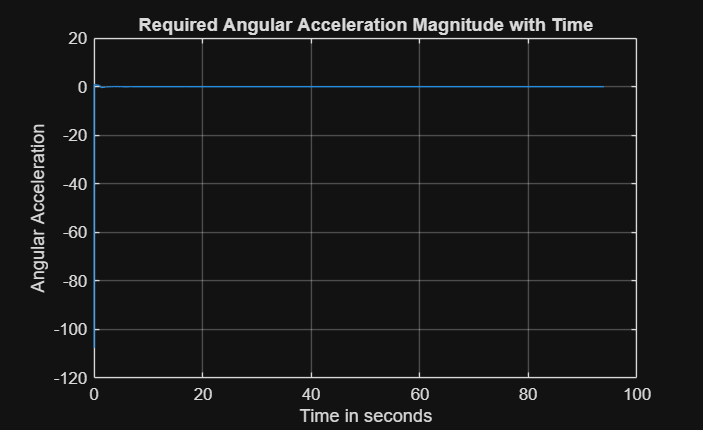 Required Angular Acceleration Magnitude with Time
20
0
-20
-40
-60
-80
-100
-120
Angular Acceleration
0 20 40 60 80 100
Time in seconds